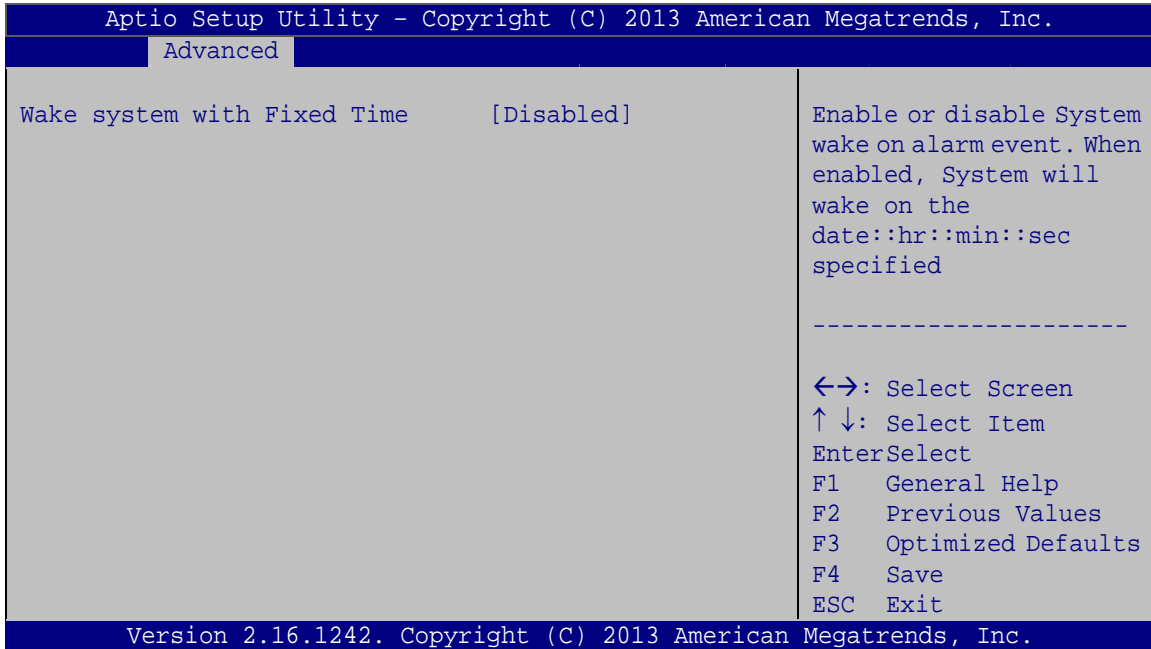 Aptio Setup Utility – Copyright (C) 2013 American Megatrends, Inc.
Advanced
Wake system with Fixed Time [Disabled]
Enable or disable System
wake on alarm event. When
enabled, System will
wake on the
date::hr::min::sec
specified
----------------------
←→: Select Screen
↑ ↓: Select Item
EnterSelect
F1 General Help
F2 Previous Values
F3 Optimized Defaults
F4 Save
ESC Exit
Version 2.16.1242. Copyright (C) 2013 American Megatrends, Inc.